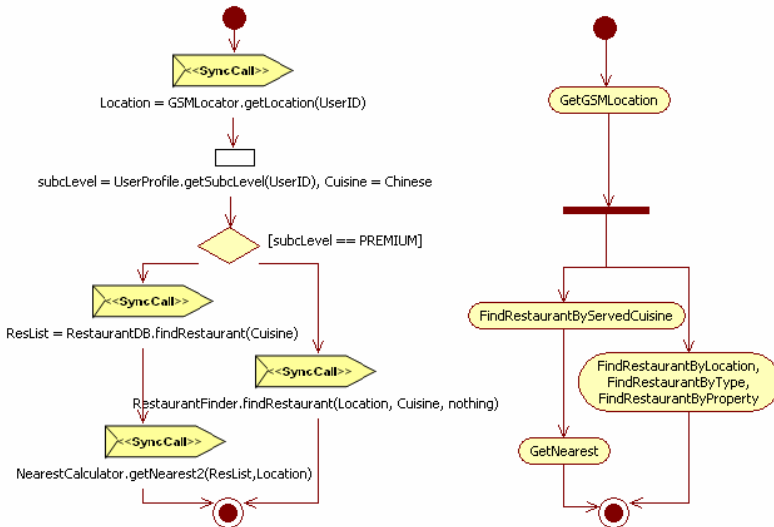 <<SyncCall>>
Location = GSMLocator.getLocation(UserID)
subcLevel = UserProfile.getSubcLevel(UserID), Cuisine = Chinese
[subcLevel == PREMIUM]
<<SyncCall>>
ResList = RestaurantDB.findRestaurant(Cuisine)
<<SyncCall>>
RestaurantFinder.findRestaurant(Location, Cuisine, nothing)
<<SyncCall>>
NearestCalculator.getNearest2(ResList,Location)
GetGSMLocation
FindRestaurantByServedCuisine
FindRestaurantByLocation,
FindRestaurantByType,
FindRestaurantByProperty
GetNearest